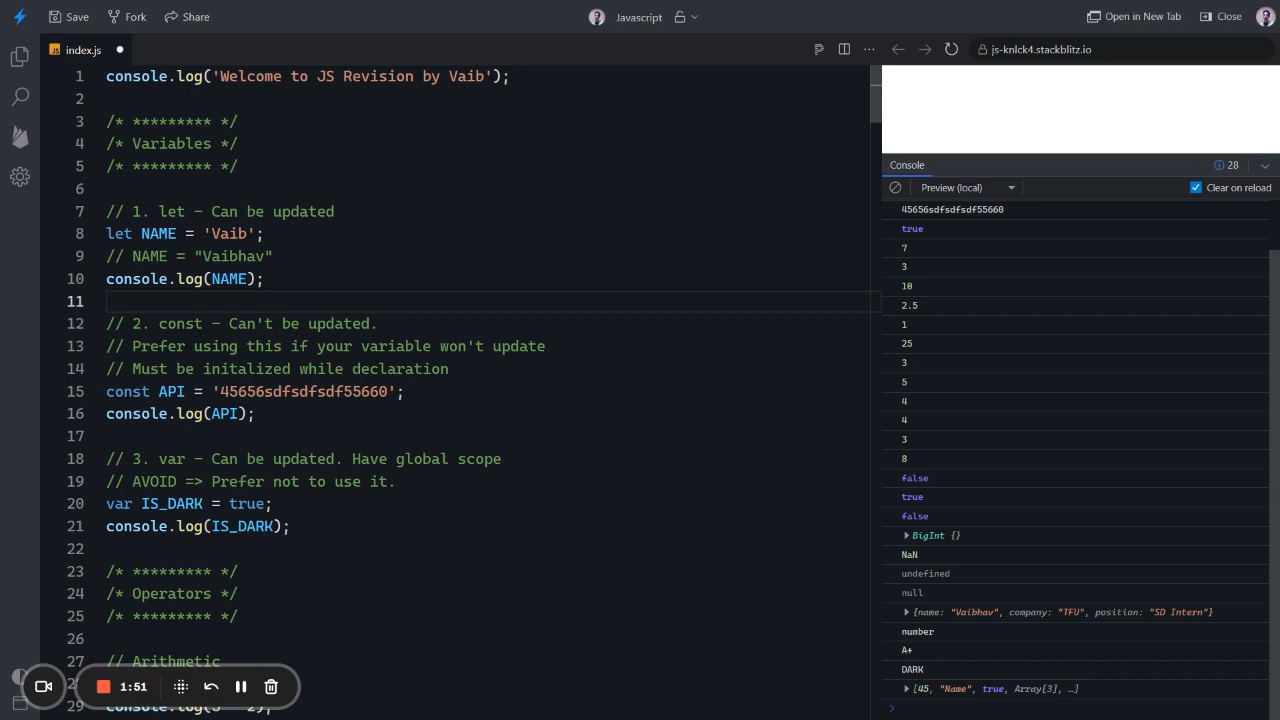 Save Fork Share Javascript Open in New Tab Close
index.js js-knlck4.stackblitz.io
1 console.log('Welcome to JS Revision by Vaib');
2
3 /* ********* */
4 /* Variables */
5 /* ********* */
6
7 // 1. let – Can be updated
8 let NAME = 'Vaib';
9 // NAME = "Vaibhav"
10 console.log(NAME);
11
12 // 2. const – Can't be updated.
13 // Prefer using this if your variable won't update
14 // Must be initalized while declaration
15 const API = '45656sdfsdfsdf55660';
16 console.log(API);
17
18 // 3. var – Can be updated. Have global scope
19 // AVOID => Prefer not to use it.
20 var IS_DARK = true;
21 console.log(IS_DARK);
22
23 /* ********* */
24 /* Operators */
25 /* ********* */
26
27 // Arithmetic
29
1:51
Console 28
Preview (local) Clear on reload
45656sdfsdfsdf55660
true
7
3
10
2.5
1
25
3
5
4
4
3
8
false
true
false
BigInt {}
NaN
undefined
null
{name: "Vaibhav", company: "TFU", position: "SD Intern"}
number
A+
DARK
[45, "Name", true, Array[3], …]